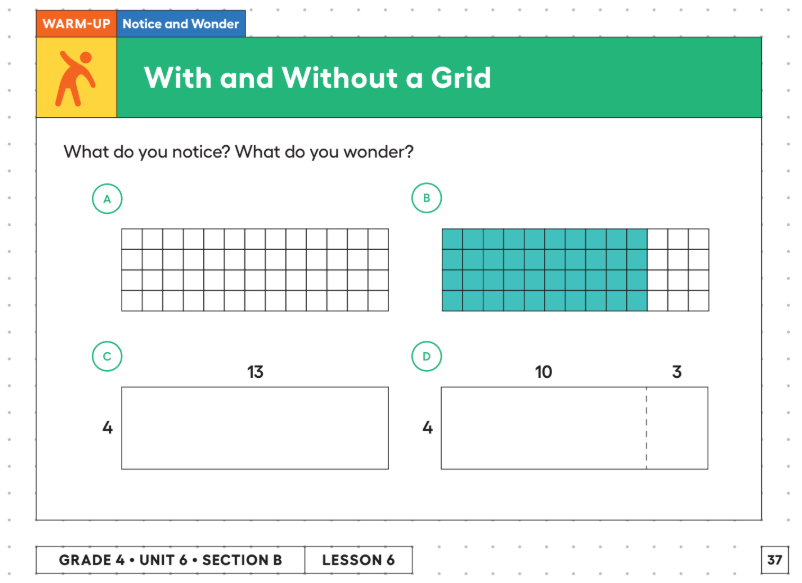 WARM-UP Notice and Wonder
With and Without a Grid
What do you notice? What do you wonder?
A
B
C
13
4
D
10 3
4
GRADE 4 • UNIT 6 • SECTION B LESSON 6
37